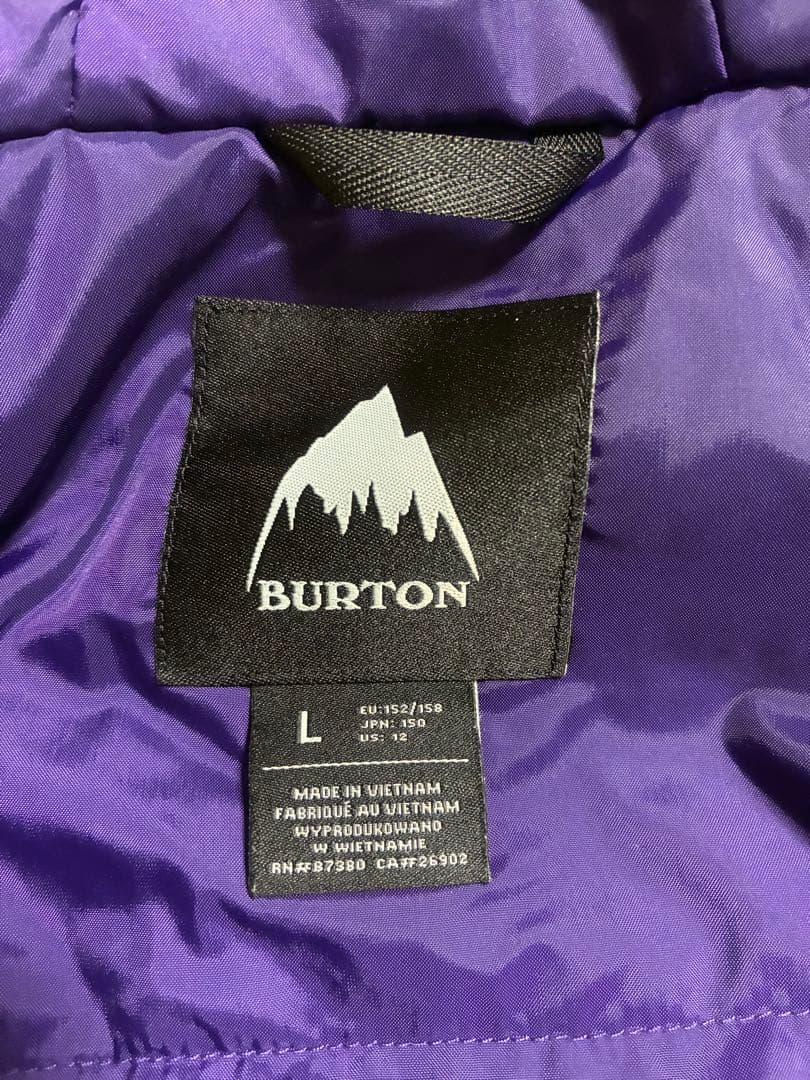 BURTON
L
EU:152/158
JPN: 150
US: 12
MADE IN VIETNAM
FABRIQUÉ AU VIETNAM
WYPRODUKOWANO
W WIETNAMIE
RN#87380 CA#26902